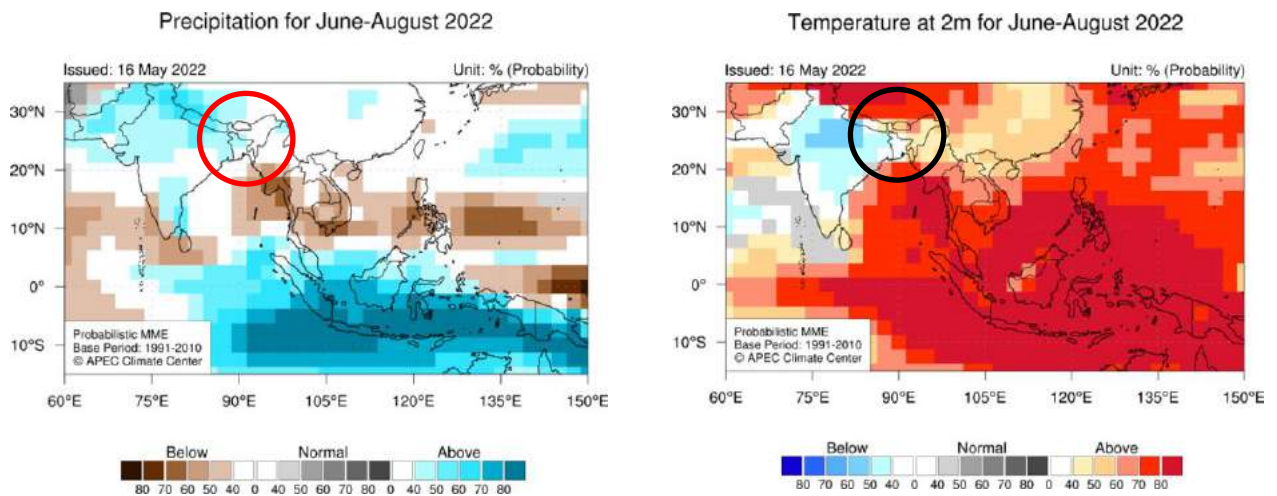 Precipitation for June-August 2022
Issued: 16 May 2022 Unit: % (Probability)
30°N
20°N
10°N
0°
10°S
Probabilistic MME
Base Period: 1991-2010
© APEC Climate Center
60°E 75°E 90°E 105°E 120°E 135°E 150°E
Below Normal Above
80 70 60 50 40 0 40 50 60 70 80 0 40 50 60 70 80
Temperature at 2m for June-August 2022
Issued: 16 May 2022 Unit: % (Probability)
30°N
20°N
10°N
0°
10°S
Probabilistic MME
Base Period: 1991-2010
© APEC Climate Center
60°E 75°E 90°E 105°E 120°E 135°E 150°E
Below Normal Above
80 70 60 50 40 0 40 50 60 70 80 0 40 50 60 70 80